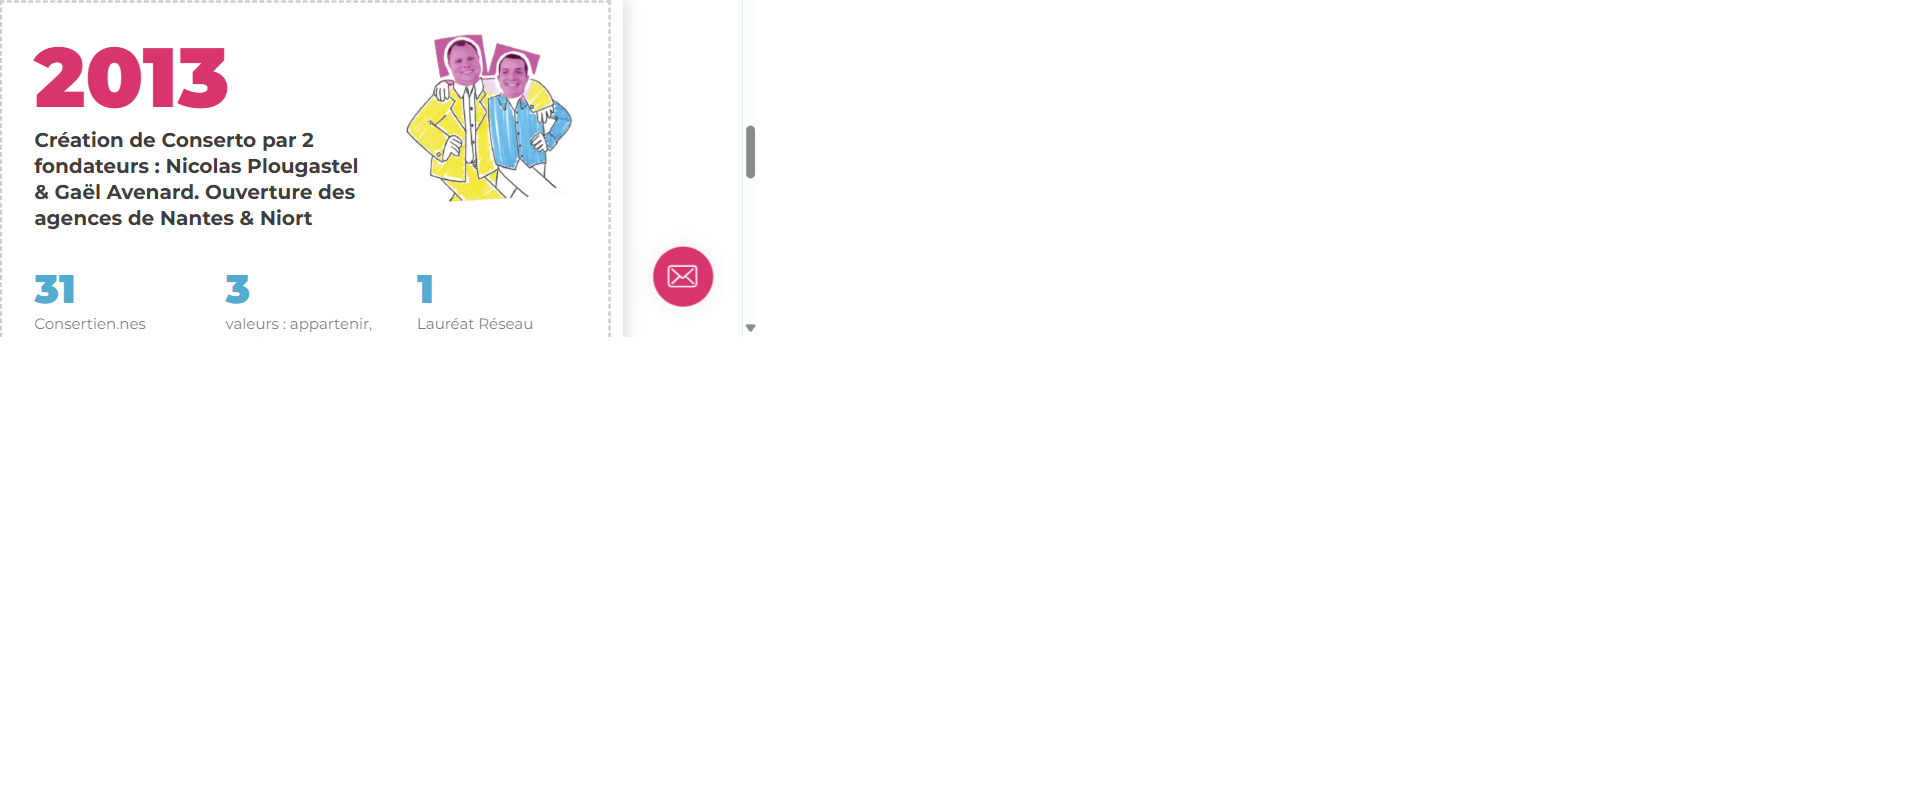 2013
Création de Conserto par 2
fondateurs : Nicolas Plougastel
& Gaël Avenard. Ouverture des
agences de Nantes & Niort
31
Consertien.nes
3
valeurs : appartenir,
1
Lauréat Réseau